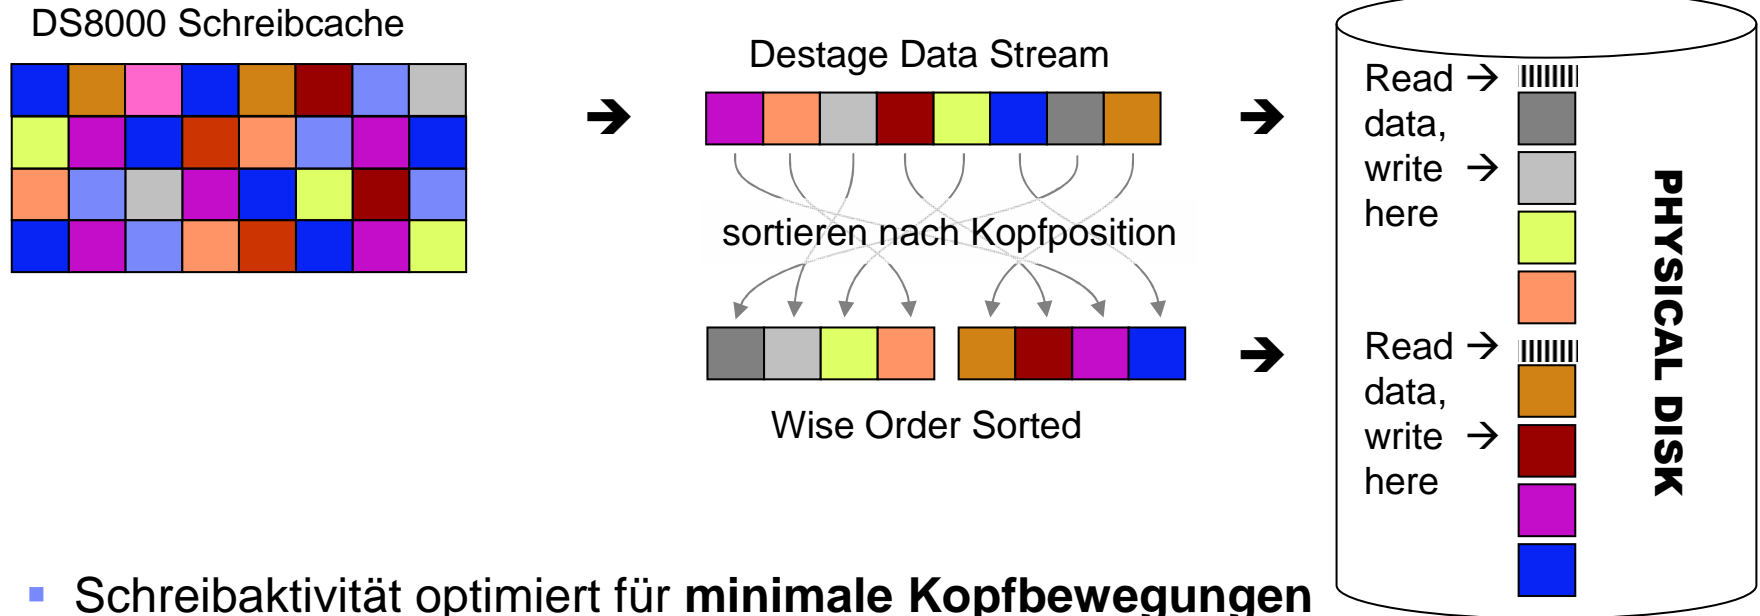 DS8000 Schreibcache
Destage Data Stream
sortieren nach Kopfposition
Wise Order Sorted
Read →
data,
write →
here
Read →
data,
write →
here
PHYSICAL DISK
▪ Schreibaktivität optimiert für minimale Kopfbewegungen